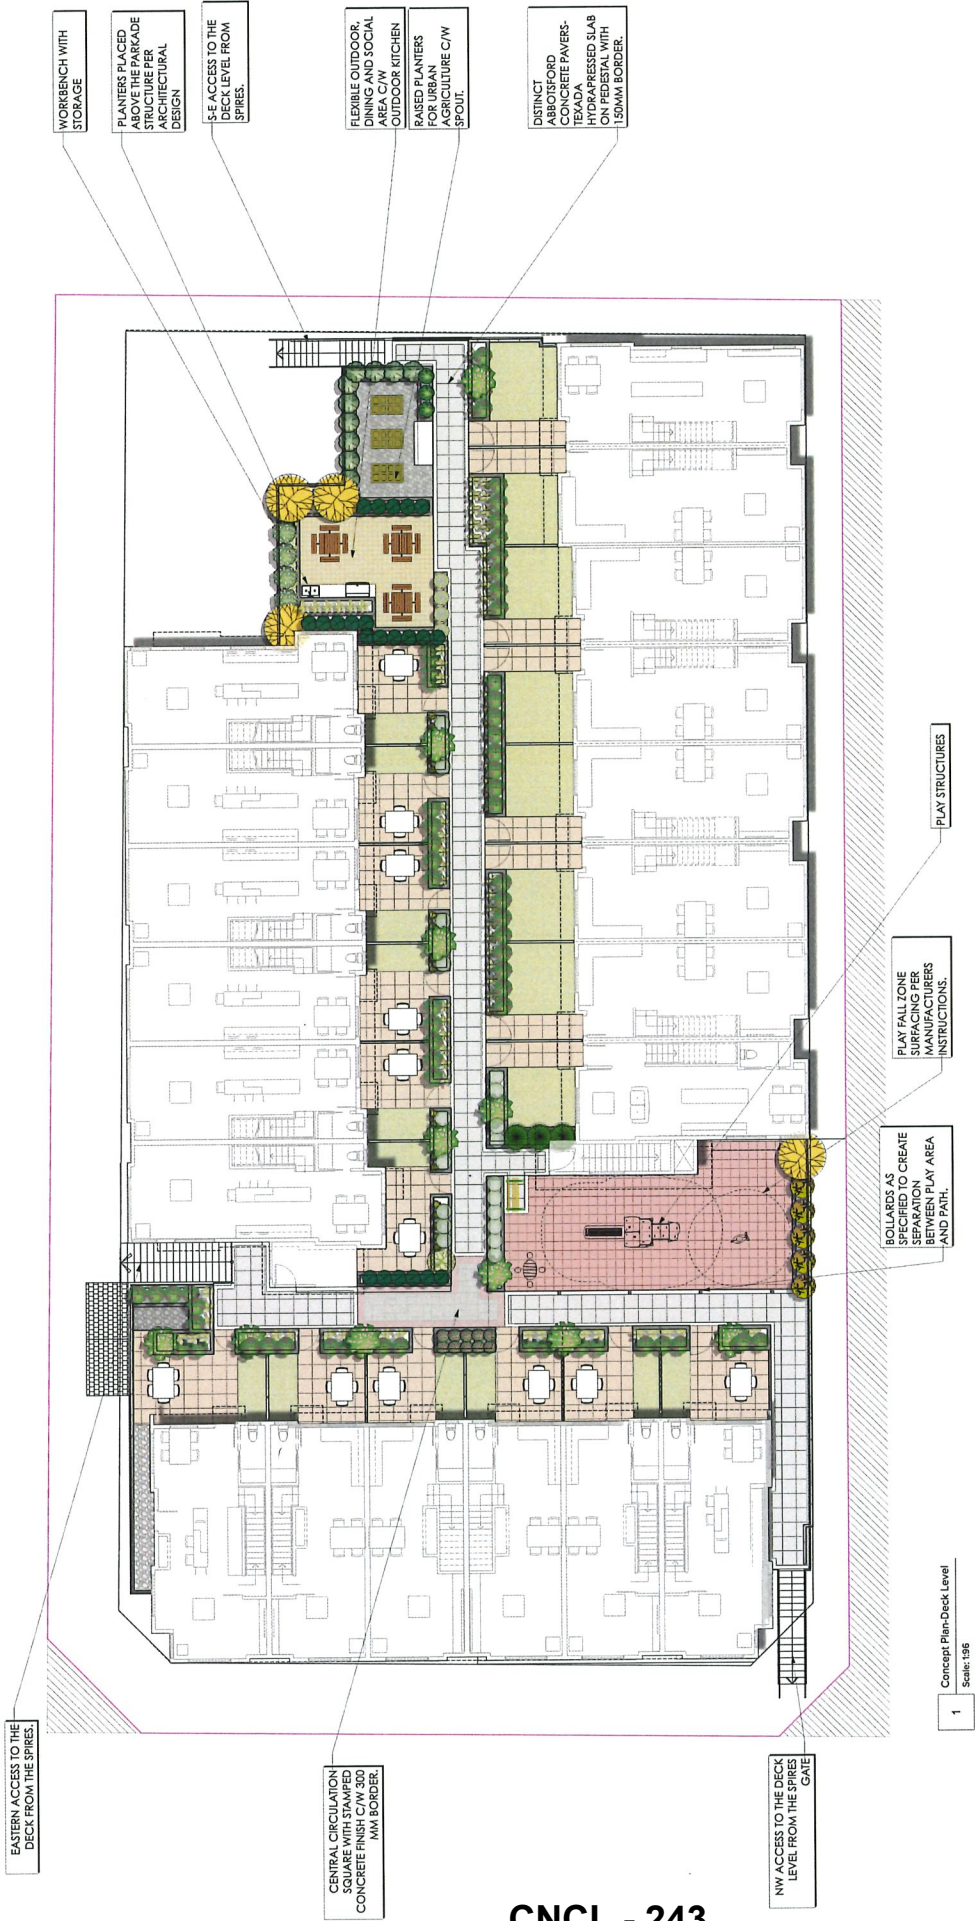 WORKBENCH WITH
STORAGE
PLANTERS PLACED
ABOVE THE PARKADE
STRUCTURE PER
ARCHITECTURAL
DESIGN
S-E ACCESS TO THE
DECK LEVEL FROM
SPIRES.
FLEXIBLE OUTDOOR,
DINING AND SOCIAL
AREA C/W
OUTDOOR KITCHEN
RAISED PLANTERS
FOR URBAN
AGRICULTURE C/W
SPOUT.
DISTINCT
ABBOTSFORD
CONCRETE PAVERS-
TEXADA
HYDRAPRESSED SLAB
ON PEDESTAL WITH
150MM BORDER.
PLAY STRUCTURES
PLAY FALL ZONE
SURFACING PER
MANUFACTURERS
INSTRUCTIONS.
BOLLARDS AS
SPECIFIED TO CREATE
SEPARATION
BETWEEN PLAY AREA
AND PATH.
EASTERN ACCESS TO THE
DECK FROM THE SPIRES.
CENTRAL CIRCULATION
SQUARE WITH STAMPED
CONCRETE FINISH C/W 300
MM BORDER.
NW ACCESS TO THE DECK
LEVEL FROM THE SPIRES
GATE
1
Concept Plan-Deck Level
Scale: 1:96
CNCL - 243